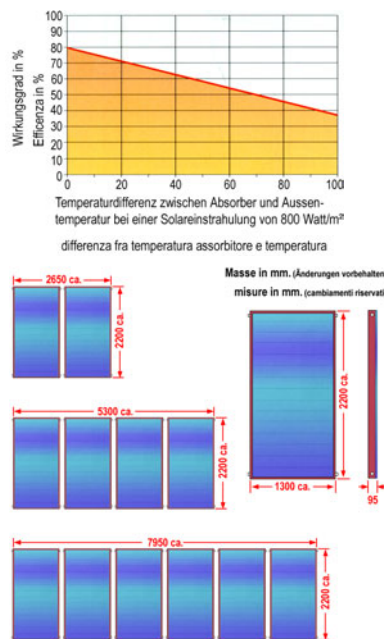 Wirkungsgrad in %
Efficenza in %
100
90
80
70
60
50
40
30
20
10
0
0 20 40 60 80 100
Temperaturdifferenz zwischen Absorber und Aussen-
temperatur bei einer Solareinstrahulung von 800 Watt/m²
differenza fra temperatura assorbitore e temperatura
Masse in mm. (Änderungen vorbehalten
misure in mm. (cambiamenti riservati
2650 ca.
2200 ca.
2200 ca.
1300 ca.
95
5300 ca.
2200 ca.
7950 ca.
2200 ca.